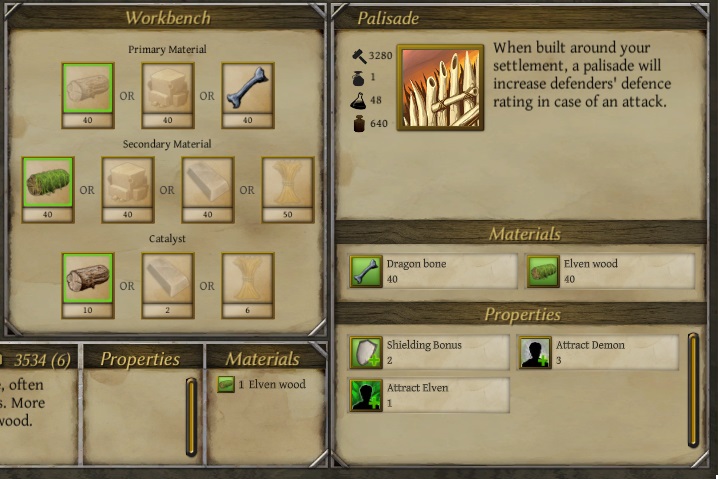 Workbench
Primary Material
OR OR
40 40 40
Secondary Material
OR OR OR
40 40 40 50
Catalyst
OR OR
10 2 6
3534 (6)
, often
s. More
wood.
Properties
Materials
1 Elven wood
Palisade
3280
1
48
640
When built around your
settlement, a palisade will
increase defenders' defence
rating in case of an attack.
Materials
Dragon bone
40
Elven wood
40
Properties
Shielding Bonus
2
Attract Demon
3
Attract Elven
1